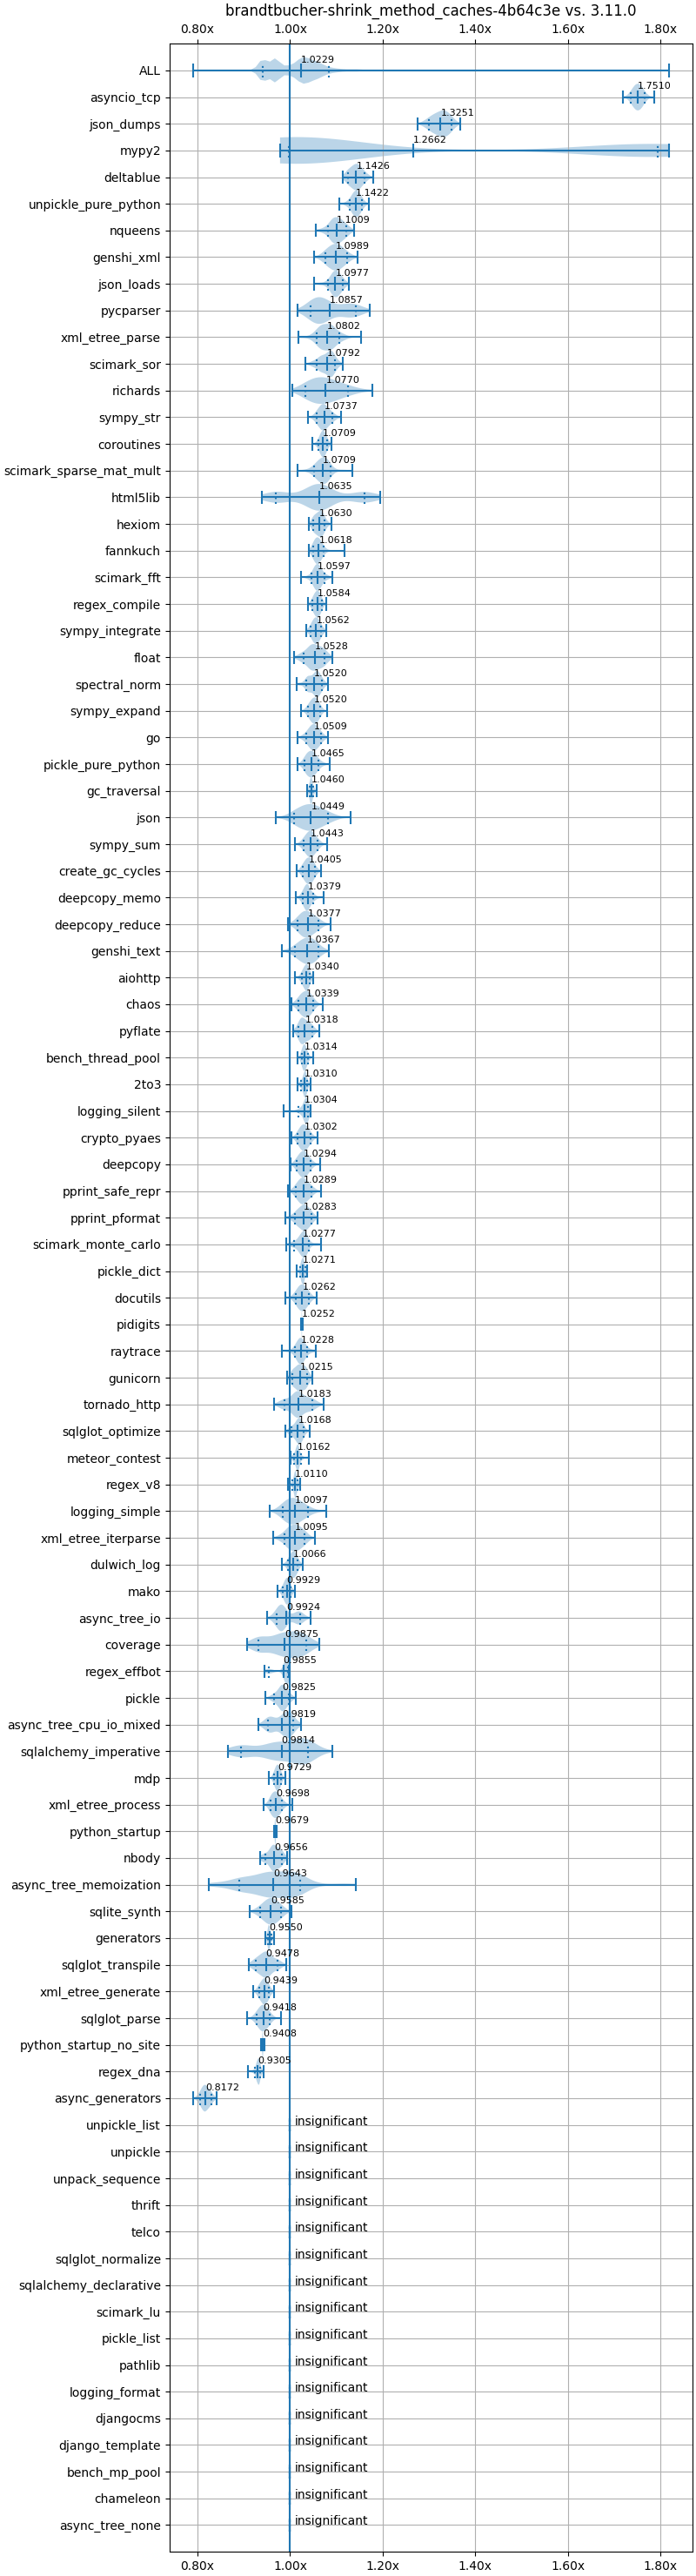 brandtbucher-shrink_method_caches-4b64c3e vs. 3.11.0
0.80x 1.00x 1.20x 1.40x 1.60x 1.80x
ALL 1.0229
asyncio_tcp 1.7510
json_dumps 1.3251
mypy2 1.2662
deltablue 1.1426
unpickle_pure_python 1.1422
nqueens 1.1009
genshi_xml 1.0989
json_loads 1.0977
pycparser 1.0857
xml_etree_parse 1.0802
scimark_sor 1.0792
richards 1.0770
sympy_str 1.0737
coroutines 1.0709
scimark_sparse_mat_mult 1.0709
html5lib 1.0635
hexiom 1.0630
fannkuch 1.0618
scimark_fft 1.0597
regex_compile 1.0584
sympy_integrate 1.0562
float 1.0528
spectral_norm 1.0520
sympy_expand 1.0520
go 1.0509
pickle_pure_python 1.0465
gc_traversal 1.0460
json 1.0449
sympy_sum 1.0443
create_gc_cycles 1.0405
deepcopy_memo 1.0379
deepcopy_reduce 1.0377
genshi_text 1.0367
aiohttp 1.0340
chaos 1.0339
pyflate 1.0318
bench_thread_pool 1.0314
2to3 1.0310
logging_silent 1.0304
crypto_pyaes 1.0302
deepcopy 1.0294
pprint_safe_repr 1.0289
pprint_pformat 1.0283
scimark_monte_carlo 1.0277
pickle_dict 1.0271
docutils 1.0262
pidigits 1.0252
raytrace 1.0228
gunicorn 1.0215
tornado_http 1.0183
sqlglot_optimize 1.0168
meteor_contest 1.0162
regex_v8 1.0110
logging_simple 1.0097
xml_etree_iterparse 1.0095
dulwich_log 1.0066
mako 0.9929
async_tree_io 0.9924
coverage 0.9875
regex_effbot 0.9855
pickle 0.9825
async_tree_cpu_io_mixed 0.9819
sqlalchemy_imperative 0.9814
mdp 0.9729
xml_etree_process 0.9698
python_startup 0.9679
nbody 0.9656
async_tree_memoization 0.9643
sqlite_synth 0.9585
generators 0.9550
sqlglot_transpile 0.9478
xml_etree_generate 0.9439
sqlglot_parse 0.9418
python_startup_no_site 0.9408
regex_dna 0.9305
async_generators 0.8172
unpickle_list insignificant
unpickle insignificant
unpack_sequence insignificant
thrift insignificant
telco insignificant
sqlglot_normalize insignificant
sqlalchemy_declarative insignificant
scimark_lu insignificant
pickle_list insignificant
pathlib insignificant
logging_format insignificant
djangocms insignificant
django_template insignificant
bench_mp_pool insignificant
chameleon insignificant
async_tree_none insignificant
0.80x 1.00x 1.20x 1.40x 1.60x 1.80x